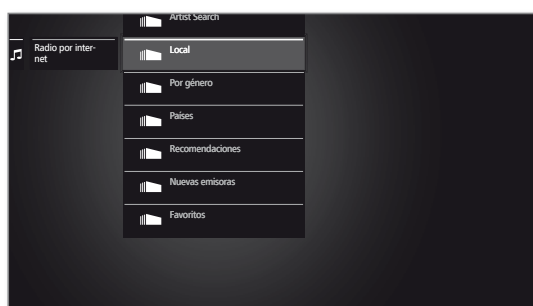 Artist Search
Radio por inter-
net
Local
Por género
Países
Recomendaciones
Nuevas emisoras
Favoritos